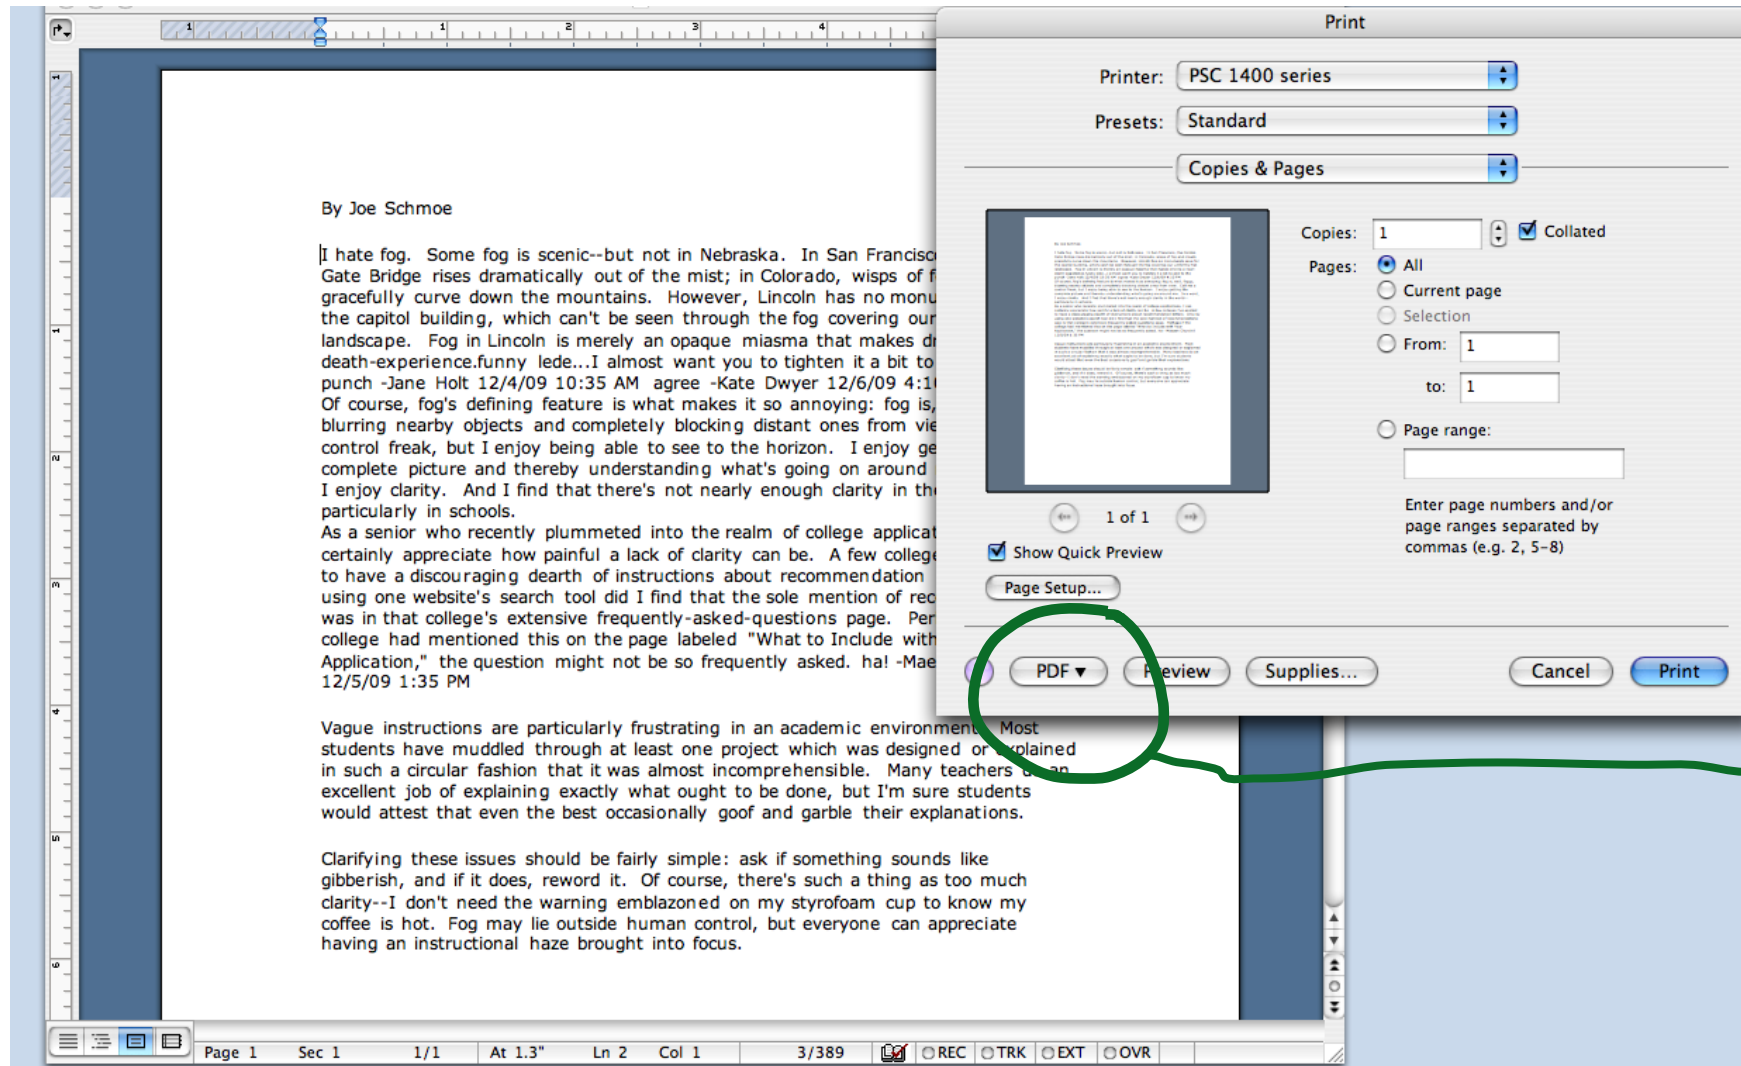 Print
Printer: PSC 1400 series
Presets: Standard
Copies & Pages
Copies: 1 Collated
Pages: All
Current page
Selection
From: 1
to: 1
Page range:
Enter page numbers and/or
page ranges separated by
commas (e.g. 2, 5-8)
1 of 1
Show Quick Preview
Page Setup...
PDF▼ Preview Supplies... Cancel Print
1 1 2 3 4
By Joe Schmoe
I hate fog. Some fog is scenic--but not in Nebraska. In San Francisc
Gate Bridge rises dramatically out of the mist; in Colorado, wisps of f
gracefully curve down the mountains. However, Lincoln has no monu
the capitol building, which can't be seen through the fog covering our
landscape. Fog in Lincoln is merely an opaque miasma that makes d
death-experience.funny lede...I almost want you to tighten it a bit to
punch -Jane Holt 12/4/09 10:35 AM agree -Kate Dwyer 12/6/09 4:1
Of course, fog's defining feature is what makes it so annoying: fog is,
blurring nearby objects and completely blocking distant ones from vie
control freak, but I enjoy being able to see to the horizon. I enjoy ge
complete picture and thereby understanding what's going on around
I enjoy clarity. And I find that there's not nearly enough clarity in the
particularly in schools.
As a senior who recently plummeted into the realm of college applicat
certainly appreciate how painful a lack of clarity can be. A few college
to have a discouraging dearth of instructions about recommendation
using one website's search tool did I find that the sole mention of rec
was in that college's extensive frequently-asked-questions page. Per
college had mentioned this on the page labeled "What to Include with
Application," the question might not be so frequently asked. ha! -Mae
12/5/09 1:35 PM
Vague instructions are particularly frustrating in an academic environment. Most
students have muddled through at least one project which was designed or explained
in such a circular fashion that it was almost incomprehensible. Many teachers do an
excellent job of explaining exactly what ought to be done, but I'm sure students
would attest that even the best occasionally goof and garble their explanations.
Clarifying these issues should be fairly simple: ask if something sounds like
gibberish, and if it does, reword it. Of course, there's such a thing as too much
clarity--I don't need the warning emblazoned on my styrofoam cup to know my
coffee is hot. Fog may lie outside human control, but everyone can appreciate
having an instructional haze brought into focus.
1
1
2
3
4
5
6
Page 1 Sec 1 1/1 At 1.3" Ln 2 Col 1 3/389 REC TRK EXT OVR